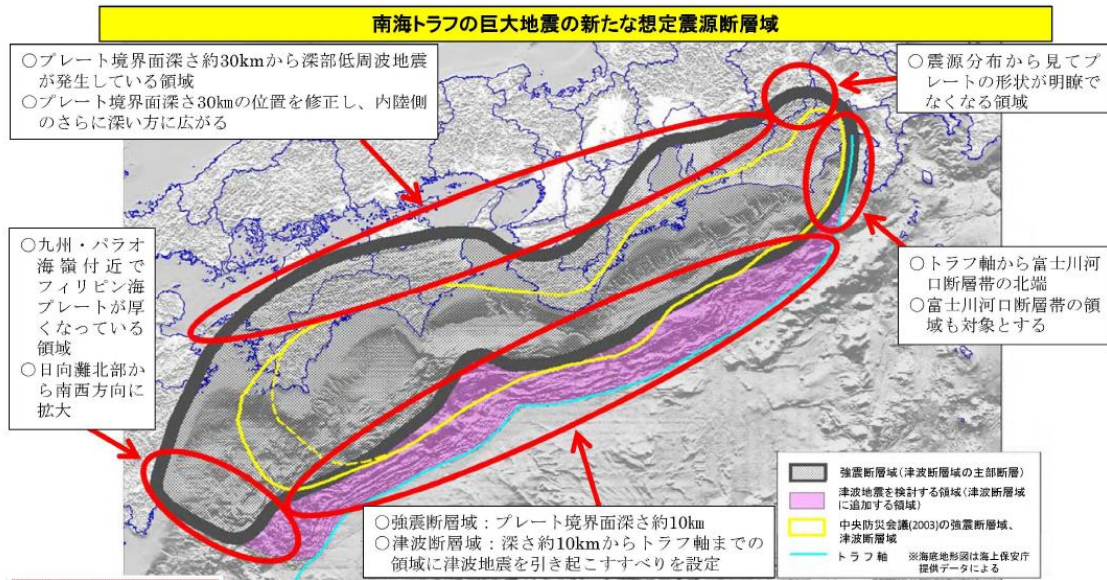 南海トラフの巨大地震の新たな想定震源断層域
○プレート境界面深さ約30kmから深部低周波地震
が発生している領域
○プレート境界面深さ30㎞の位置を修正し、内陸側
のさらに深い方に広がる
○震源分布から見てプ
レートの形状が明瞭で
なくなる領域
○九州・パラオ
海嶺付近で
フィリピン海
プレートが厚
くなっている
領域
○日向灘北部か
ら南西方向に
拡大
○トラフ軸から富士川河
口断層帯の北端
○富士川河口断層帯の領
域も対象とする
○強震断層域：プレート境界面深さ約10㎞
○津波断層域：深さ約10kmからトラフ軸までの
領域に津波地震を引き起こすすべりを設定
強震断層域(津波断層域の主部断層)
津波地震を検討する領域(津波断層域
に追加する領域)
中央防災会議(2003)の強震断層域、
津波断層域
トラフ軸
※海底地形図は海上保安庁
提供データによる